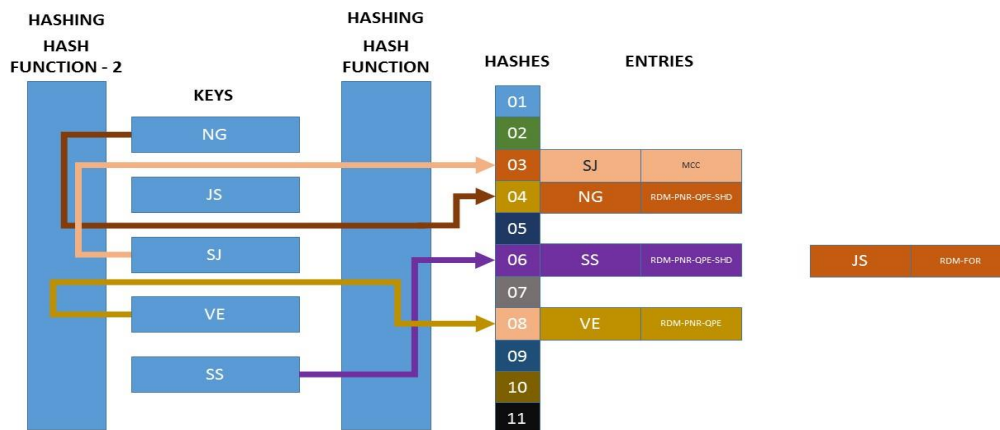 HASHING
HASH
FUNCTION - 2
KEYS
NG
JS
SJ
VE
SS
HASHING
HASH
FUNCTION
HASHES
ENTRIES
01
02
03 SJ MCC
04 NG RDM-PNR-QPE-SHD
05
06 SS RDM-PNR-QPE-SHD JS RDM-FOR
07
08 VE RDM-PNR-QPE
09
10
11